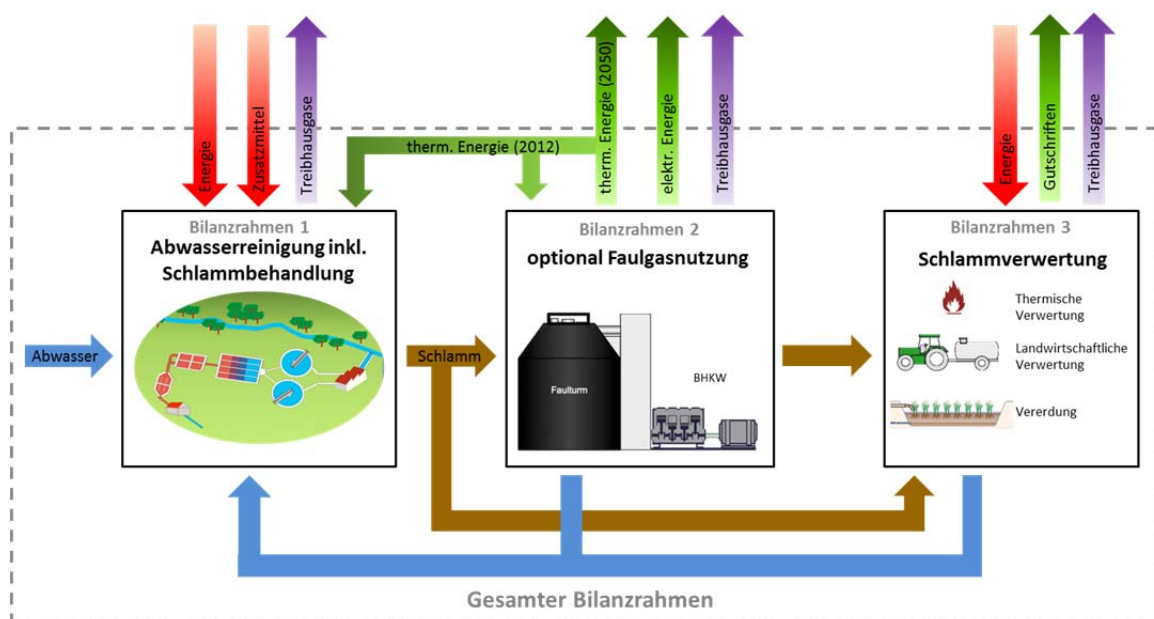 Energie
Zusatzmittel
Treibhausgase
therm. Energie (2012)
therm. Energie (2050)
elektr. Energie
Treibhausgase
Energie
Gutschriften
Treibhausgase
Bilanzrahmen 1
Abwasserreinigung inkl.
Schlammbehandlung
Bilanzrahmen 2
optional Faulgasnutzung
Bilanzrahmen 3
Schlammverwertung
Abwasser
Schlamm
Faulturm
BHKW
Thermische
Verwertung
Landwirtschaftliche
Verwertung
Vererdung
Gesamter Bilanzrahmen